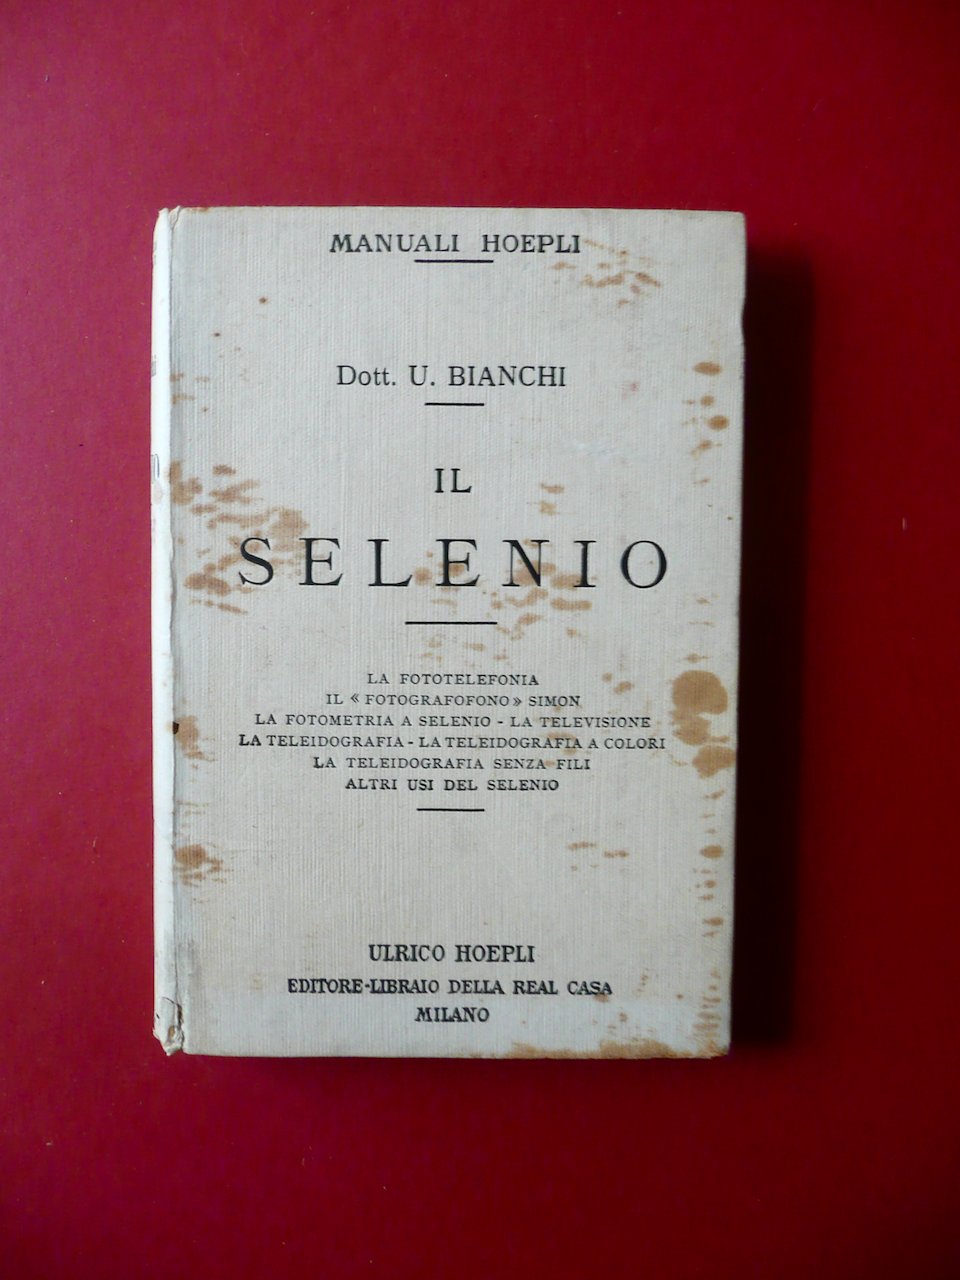 MANUALI HOEPLI
Dott. U. BIANCHI
IL
SELENIO
LA FOTOTELEFONIA
IL « FOTOGRAFOFONO » SIMON
LA FOTOMETRIA A SELENIO - LA TELEVISIONE
LA TELEIDOGRAFIA - LA TELEIDOGRAFIA A COLORI
LA TELEIDOGRAFIA SENZA FILI
ALTRI USI DEL SELENIO
ULRICO HOEPLI
EDITORE-LIBRAIO DELLA REAL CASA
MILANO